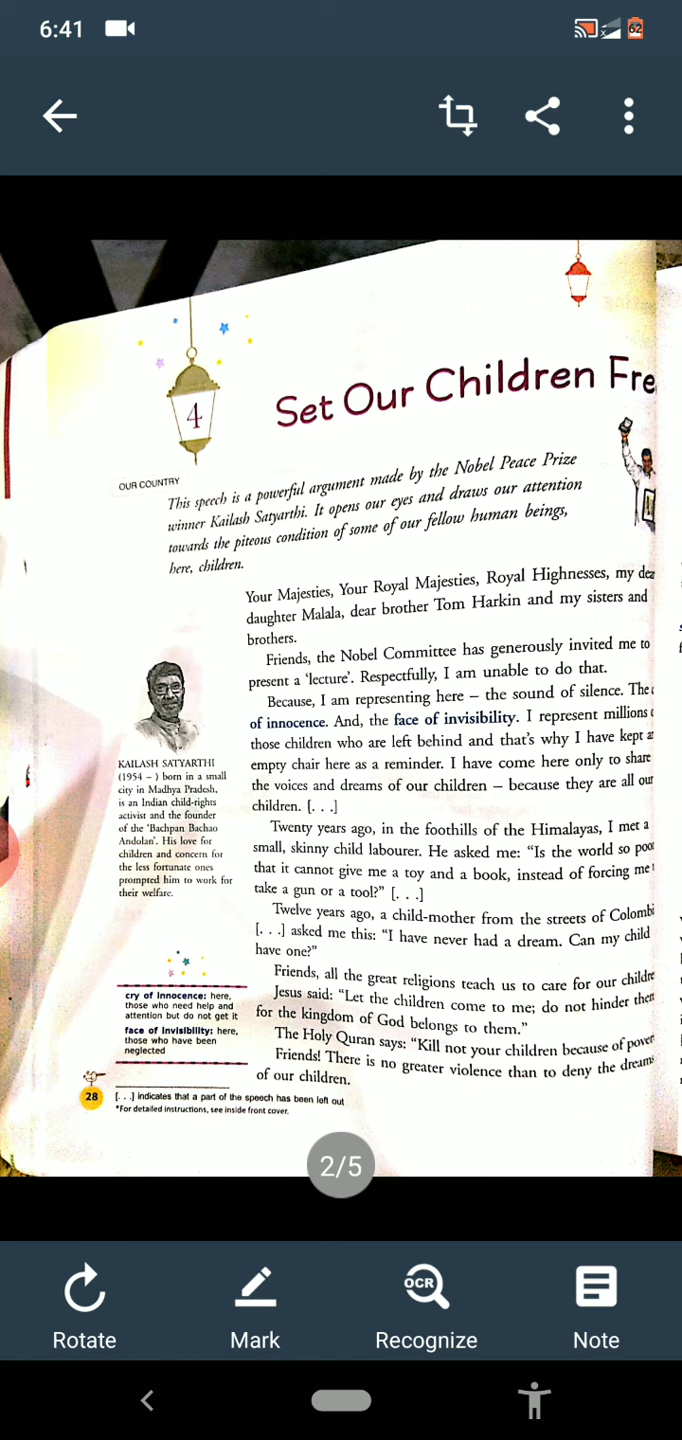 6:41
62
4
Set Our Children Fre
OUR COUNTRY
This speech is a powerful argument made by the Nobel Peace Prize
winner Kailash Satyarthi. It opens our eyes and draws our attention
towards the piteous condition of some of our fellow human beings,
here, children.
Your Majesties, Your Royal Majesties, Royal Highnesses, my dea
daughter Malala, dear brother Tom Harkin and my sisters and
brothers.
Friends, the Nobel Committee has generously invited me to
present a ‘lecture’. Respectfully, I am unable to do that.
Because, I am representing here – the sound of silence. The
of innocence. And, the face of invisibility. I represent millions
those children who are left behind and that’s why I have kept
empty chair here as a reminder. I have come here only to share
the voices and dreams of our children – because they are all our
children. [. . .]
Twenty years ago, in the foothills of the Himalayas, I met a
small, skinny child labourer. He asked me: “Is the world so poo
that it cannot give me a toy and a book, instead of forcing me
take a gun or a tool?” [. . .]
Twelve years ago, a child-mother from the streets of Colombi
[. . .] asked me this: “I have never had a dream. Can my child
have one?”
Friends, all the great religions teach us to care for our childre
Jesus said: “Let the children come to me; do not hinder then
for the kingdom of God belongs to them.”
The Holy Quran says: “Kill not your children because of pover
Friends! There is no greater violence than to deny the dreams
of our children.
KAILASH SATYARTHI
(1954 – ) born in a small
city in Madhya Pradesh,
is an Indian child-rights
activist and the founder
of the ‘Bachpan Bachao
Andolan’. His love for
children and concern for
the less fortunate ones
prompted him to work for
their welfare.
cry of innocence: here,
those who need help and
attention but do not get it
face of invisibility: here,
those who have been
neglected
28
[. . .] indicates that a part of the speech has been left out
*For detailed instructions, see inside front cover.
2/5
OCR
Rotate
Mark
Recognize
Note